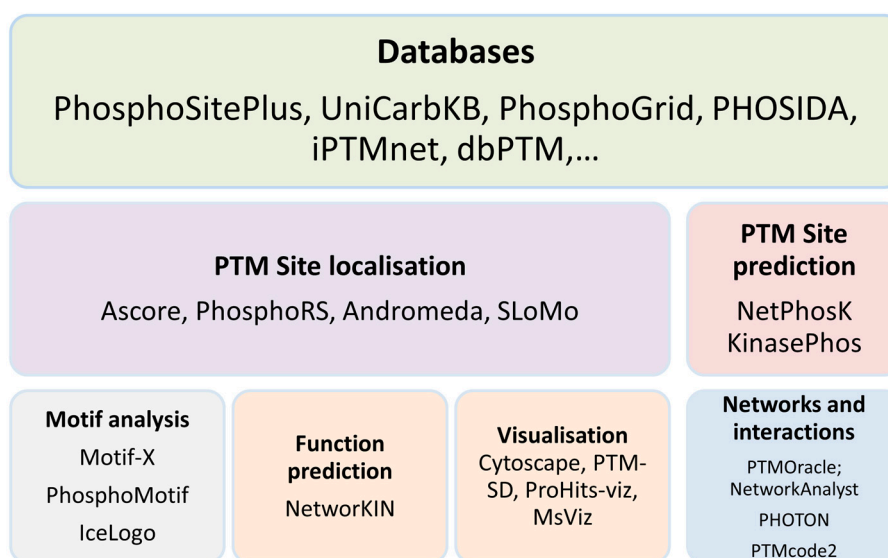 Databases
PhosphoSitePlus, UniCarbKB, PhosphoGrid, PHOSIDA,
iPTMnet, dbPTM,...
PTM Site localisation
Ascore, PhosphoRS, Andromeda, SLoMo
PTM Site
prediction
NetPhosK
KinasePhos
Motif analysis
Motif-X
PhosphoMotif
IceLogo
Function
prediction
NetworKIN
Visualisation
Cytoscape, PTM-
SD, ProHits-viz,
MsViz
Networks and
interactions
PTMOracle;
NetworkAnalyst
PHOTON
PTMcode2